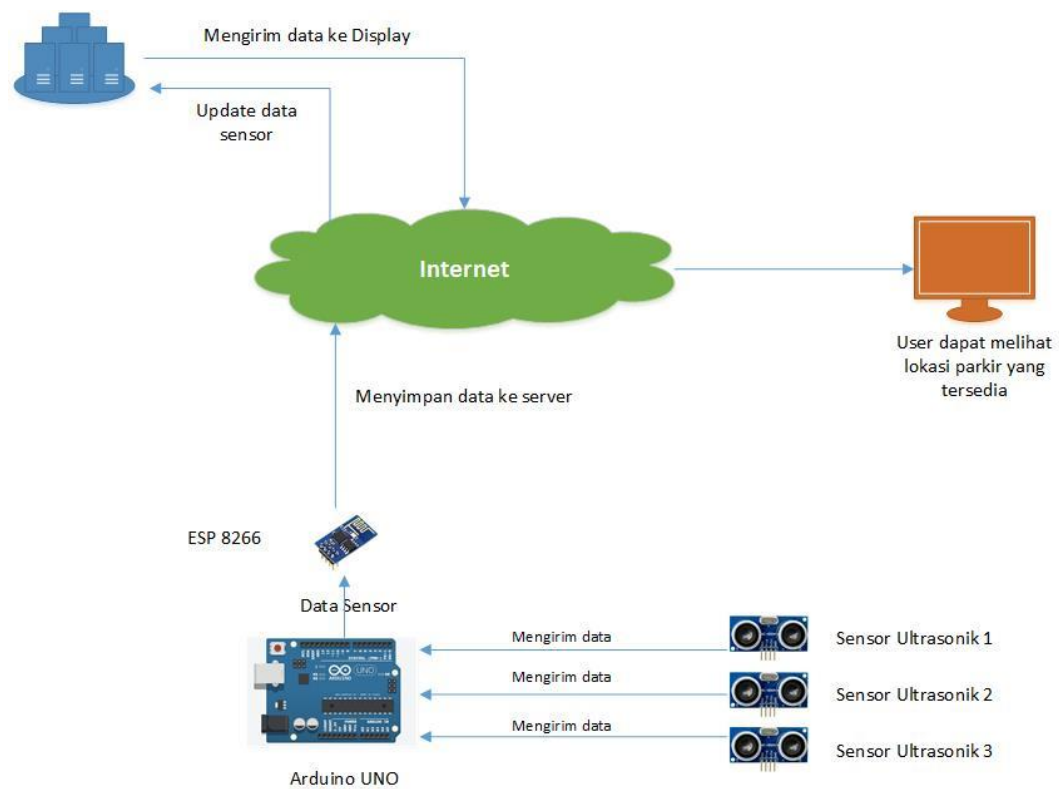 Mengirim data ke Display
Update data
sensor
Internet
User dapat melihat
lokasi parkir yang
tersedia
Menyimpan data ke server
ESP 8266
Data Sensor
Mengirim data
Sensor Ultrasonik 1
Mengirim data
Sensor Ultrasonik 2
Mengirim data
Sensor Ultrasonik 3
UNO
ARDUINO
Arduino UNO